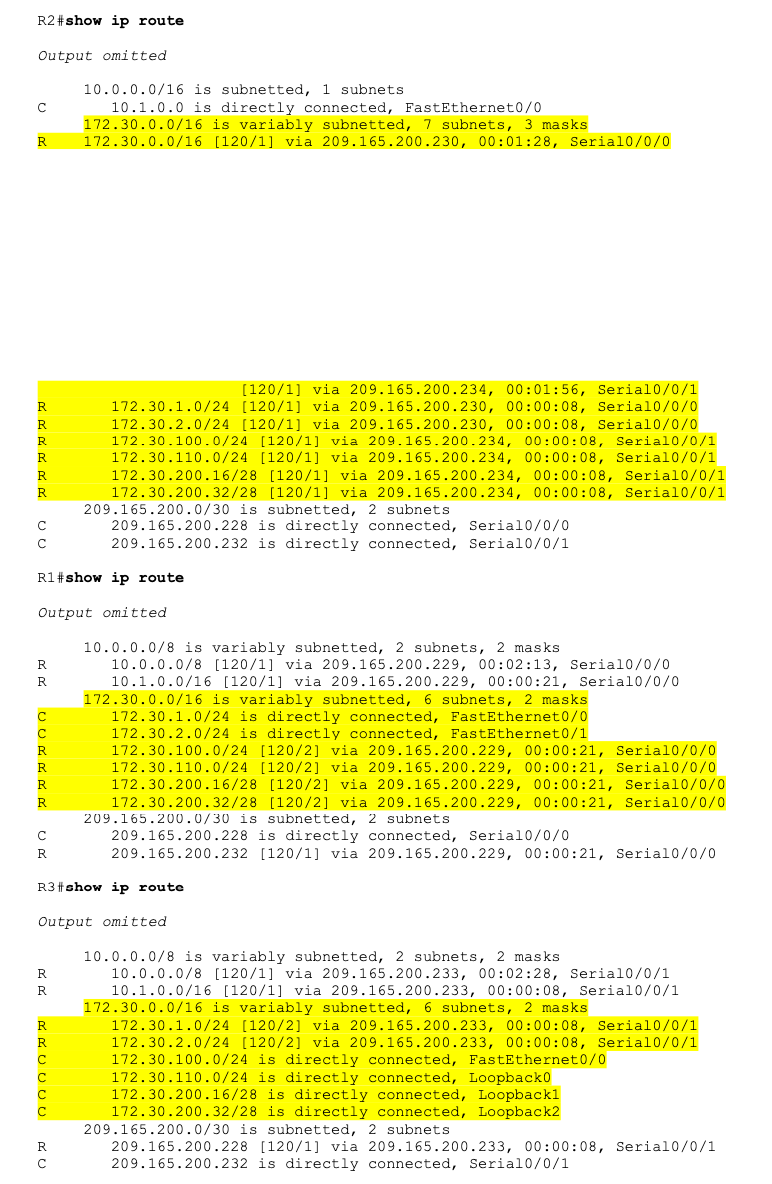 R2#show ip route
Output omitted
10.0.0.0/16 is subnetted, 1 subnets
C 10.1.0.0 is directly connected, FastEthernet0/0
172.30.0.0/16 is variably subnetted, 7 subnets, 3 masks
R 172.30.0.0/16 [120/1] via 209.165.200.230, 00:01:28, Serial0/0/0
[120/1] via 209.165.200.234, 00:01:56, Serial0/0/1
R 172.30.1.0/24 [120/1] via 209.165.200.230, 00:00:08, Serial0/0/0
R 172.30.2.0/24 [120/1] via 209.165.200.230, 00:00:08, Serial0/0/0
R 172.30.100.0/24 [120/1] via 209.165.200.234, 00:00:08, Serial0/0/1
R 172.30.110.0/24 [120/1] via 209.165.200.234, 00:00:08, Serial0/0/1
R 172.30.200.16/28 [120/1] via 209.165.200.234, 00:00:08, Serial0/0/1
R 172.30.200.32/28 [120/1] via 209.165.200.234, 00:00:08, Serial0/0/1
209.165.200.0/30 is subnetted, 2 subnets
C 209.165.200.228 is directly connected, Serial0/0/0
C 209.165.200.232 is directly connected, Serial0/0/1
R1#show ip route
Output omitted
10.0.0.0/8 is variably subnetted, 2 subnets, 2 masks
R 10.0.0.0/8 [120/1] via 209.165.200.229, 00:02:13, Serial0/0/0
R 10.1.0.0/16 [120/1] via 209.165.200.229, 00:00:21, Serial0/0/0
172.30.0.0/16 is variably subnetted, 6 subnets, 2 masks
C 172.30.1.0/24 is directly connected, FastEthernet0/0
C 172.30.2.0/24 is directly connected, FastEthernet0/1
R 172.30.100.0/24 [120/2] via 209.165.200.229, 00:00:21, Serial0/0/0
R 172.30.110.0/24 [120/2] via 209.165.200.229, 00:00:21, Serial0/0/0
R 172.30.200.16/28 [120/2] via 209.165.200.229, 00:00:21, Serial0/0/0
R 172.30.200.32/28 [120/2] via 209.165.200.229, 00:00:21, Serial0/0/0
209.165.200.0/30 is subnetted, 2 subnets
C 209.165.200.228 is directly connected, Serial0/0/0
R 209.165.200.232 [120/1] via 209.165.200.229, 00:00:21, Serial0/0/0
R3#show ip route
Output omitted
10.0.0.0/8 is variably subnetted, 2 subnets, 2 masks
R 10.0.0.0/8 [120/1] via 209.165.200.233, 00:02:28, Serial0/0/1
R 10.1.0.0/16 [120/1] via 209.165.200.233, 00:00:08, Serial0/0/1
172.30.0.0/16 is variably subnetted, 6 subnets, 2 masks
R 172.30.1.0/24 [120/2] via 209.165.200.233, 00:00:08, Serial0/0/1
R 172.30.2.0/24 [120/2] via 209.165.200.233, 00:00:08, Serial0/0/1
C 172.30.100.0/24 is directly connected, FastEthernet0/0
C 172.30.110.0/24 is directly connected, Loopback0
C 172.30.200.16/28 is directly connected, Loopback1
C 172.30.200.32/28 is directly connected, Loopback2
209.165.200.0/30 is subnetted, 2 subnets
R 209.165.200.228 [120/1] via 209.165.200.233, 00:00:08, Serial0/0/1
C 209.165.200.232 is directly connected, Serial0/0/1